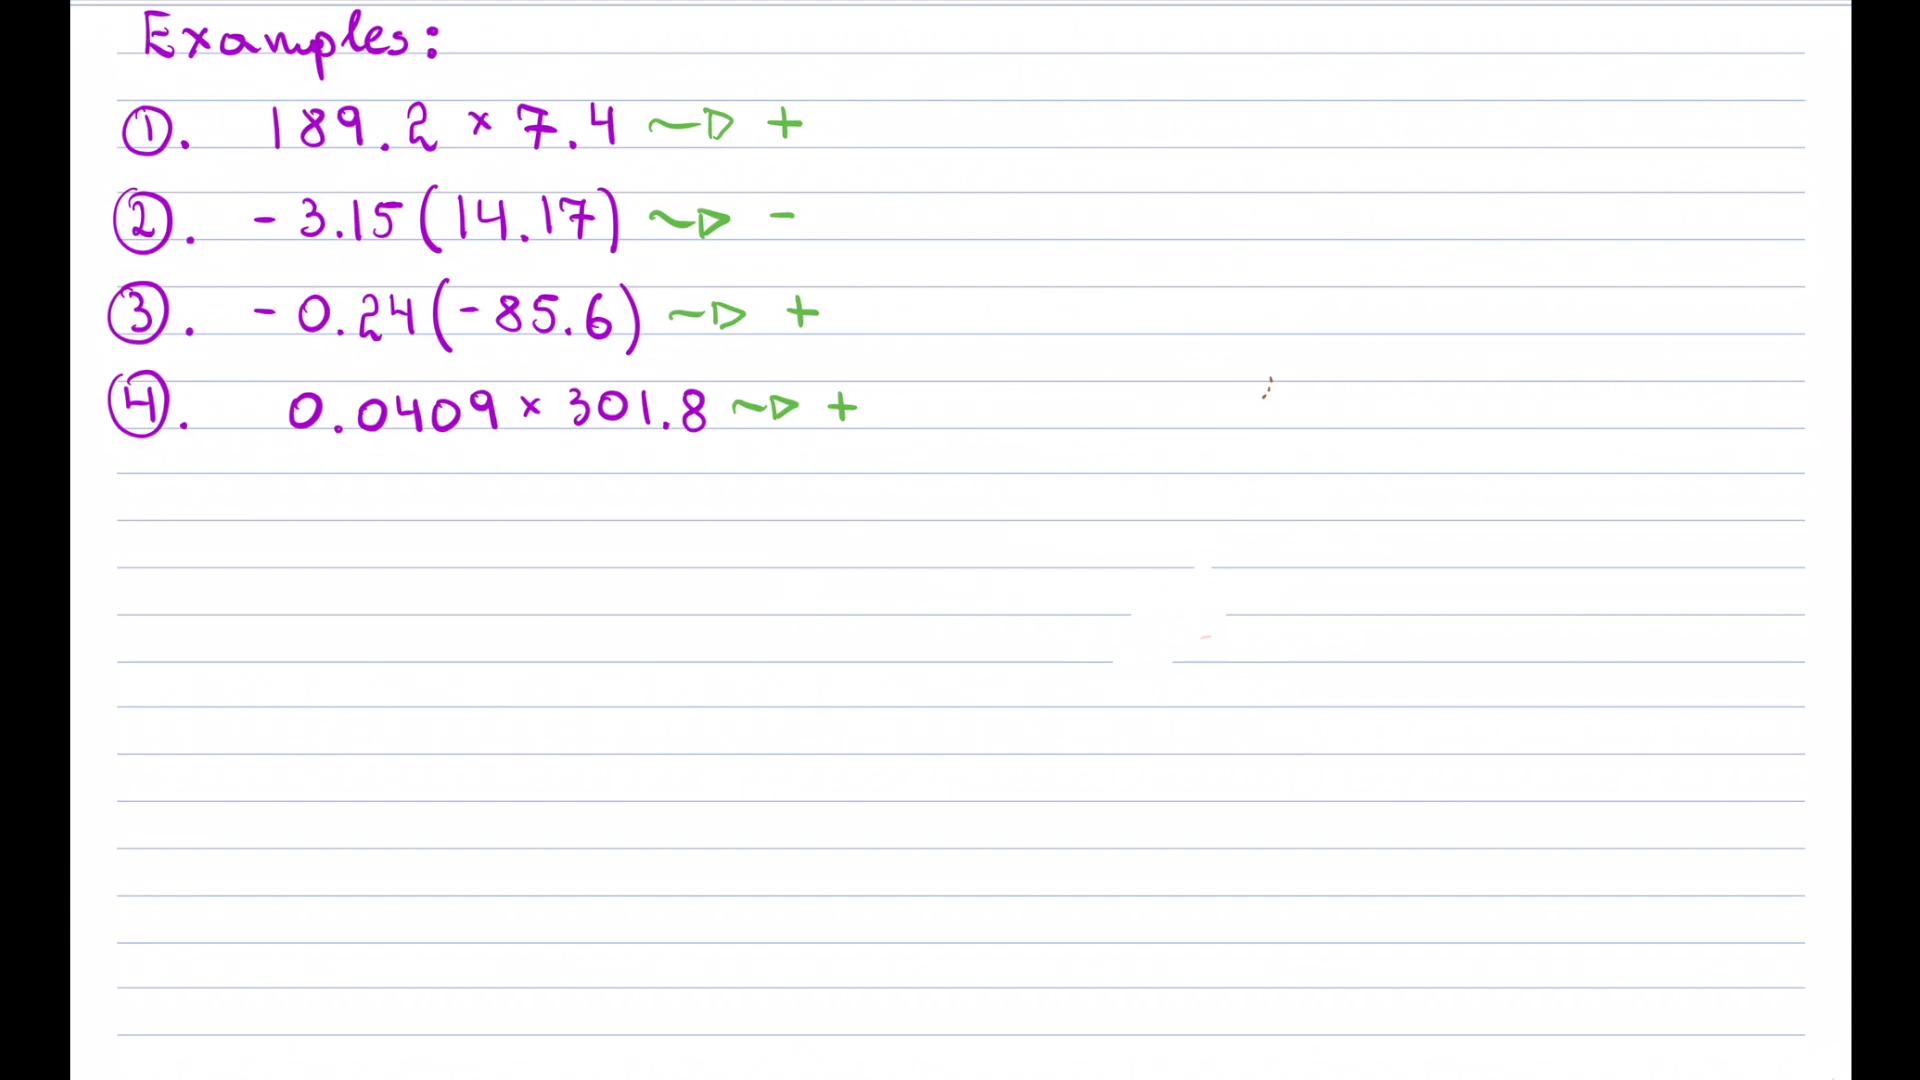 Examples:
①. 189.2 × 7.4 ~▷ +
②. - 3.15(14.17) ~▷ -
③. - 0.24(-85.6) ~▷ +
④. 0.0409 × 301.8 ~▷ +